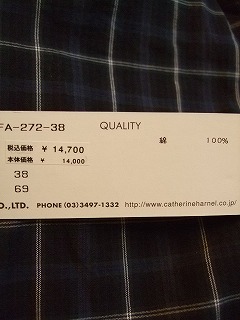 FA-272-38 QUALITY
綿 100%
税込価格 ¥ 14,700
本体価格 ¥ 14,000
38
69
O.,LTD. PHONE (03)3497-1332 http://www.catherineharnel.co.jp/